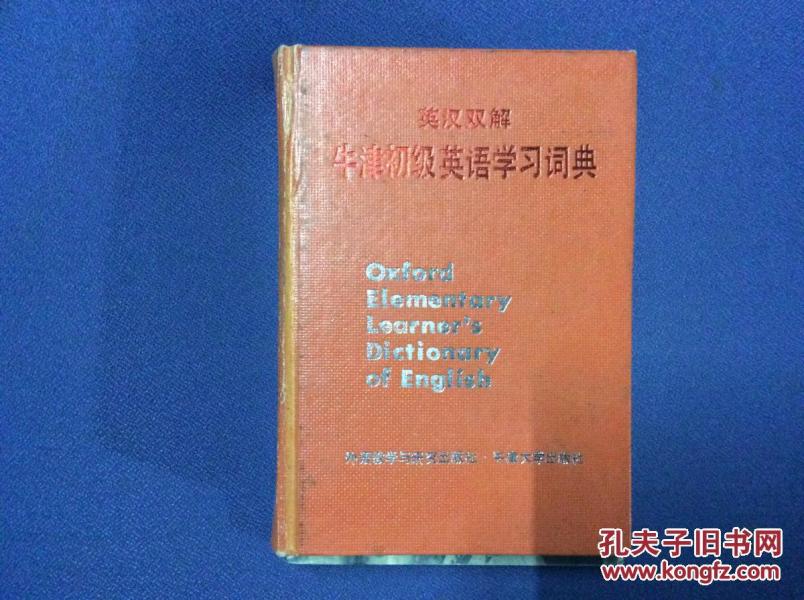 英汉双解
牛津初级英语学习词典
Oxford
Elementary
Learner's
Dictionary
of English
外语教学与研究出版社·牛津大学出版社
孔夫子旧书网
www.kongfz.com